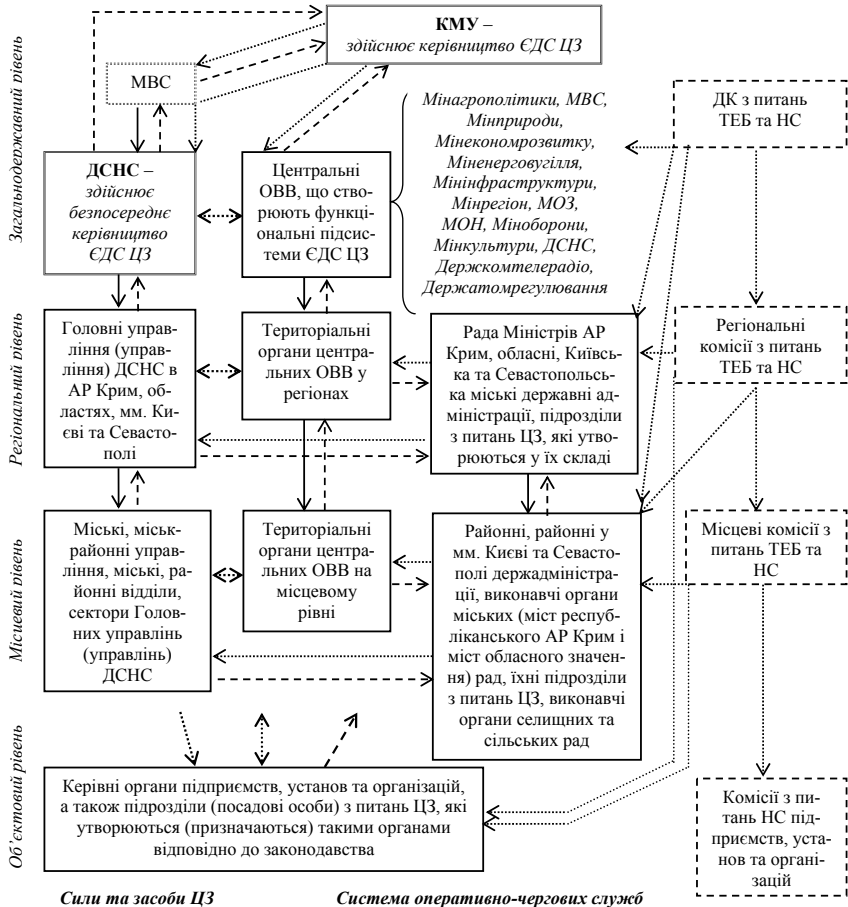 КМУ –
здійснює керівництво ЄДС ЦЗ
МВС
Загальнодержавний рівень
ДСНС –
здійснює
безпосереднє
керівництво
ЄДС ЦЗ
Центральні
ОВВ, що ство-
рюють функці-
ональні підсис-
теми ЄДС ЦЗ
Мінагрополітики, МВС,
Мінприроди,
Мінекономрозвитку,
Міненерговугілля,
Мінінфраструктури,
Мінрегіон, МОЗ,
МОН, Міноборони,
Мінкультури, ДСНС,
Держкомтелерадіо,
Держатомрегулювання
ДК з питань
ТЕБ та НС
Регіональний рівень
Головні управ-
ління (управ-
ління) ДСНС в
АР Крим, об-
ластях, мм. Ки-
єві та Севасто-
полі
Територіальні
органи центра-
льних ОВВ у
регіонах
Рада Міністрів АР
Крим, обласні, Київсь-
ка та Севастопольсь-
ка міські державні ад-
міністрації, підрозділи
з питань ЦЗ, які утво-
рюються у їх складі
Регіональні
комісії з питань
ТЕБ та НС
Місцевий рівень
Міські, міськ-
районні управ-
ління, міські, ра-
йонні відділи,
сектори Голов-
них управлінь
(управлінь)
ДСНС
Територіальні
органи центра-
льних ОВВ на
місцевому
рівні
Районні, районні у
мм. Києві та Севасто-
полі держадміністра-
ції, виконавчі органи
міських (міст респуб-
ліканського АР Крим і
міст обласного значен-
ня) рад, їхні підрозділи
з питань ЦЗ, виконавчі
органи селищних та
сільських рад
Місцеві комісії з
питань ТЕБ та
НС
Об’єктовий рівень
Керівні органи підприємств, установ та організацій,
а також підрозділи (посадові особи) з питань ЦЗ, які
утворюються (призначаються) такими органами
відповідно до законодавства
Комісії з пи-
тань НС під-
приємств, уста-
нов та органі-
зацій
Сили та засоби ЦЗ
Система оперативно-чергових служб